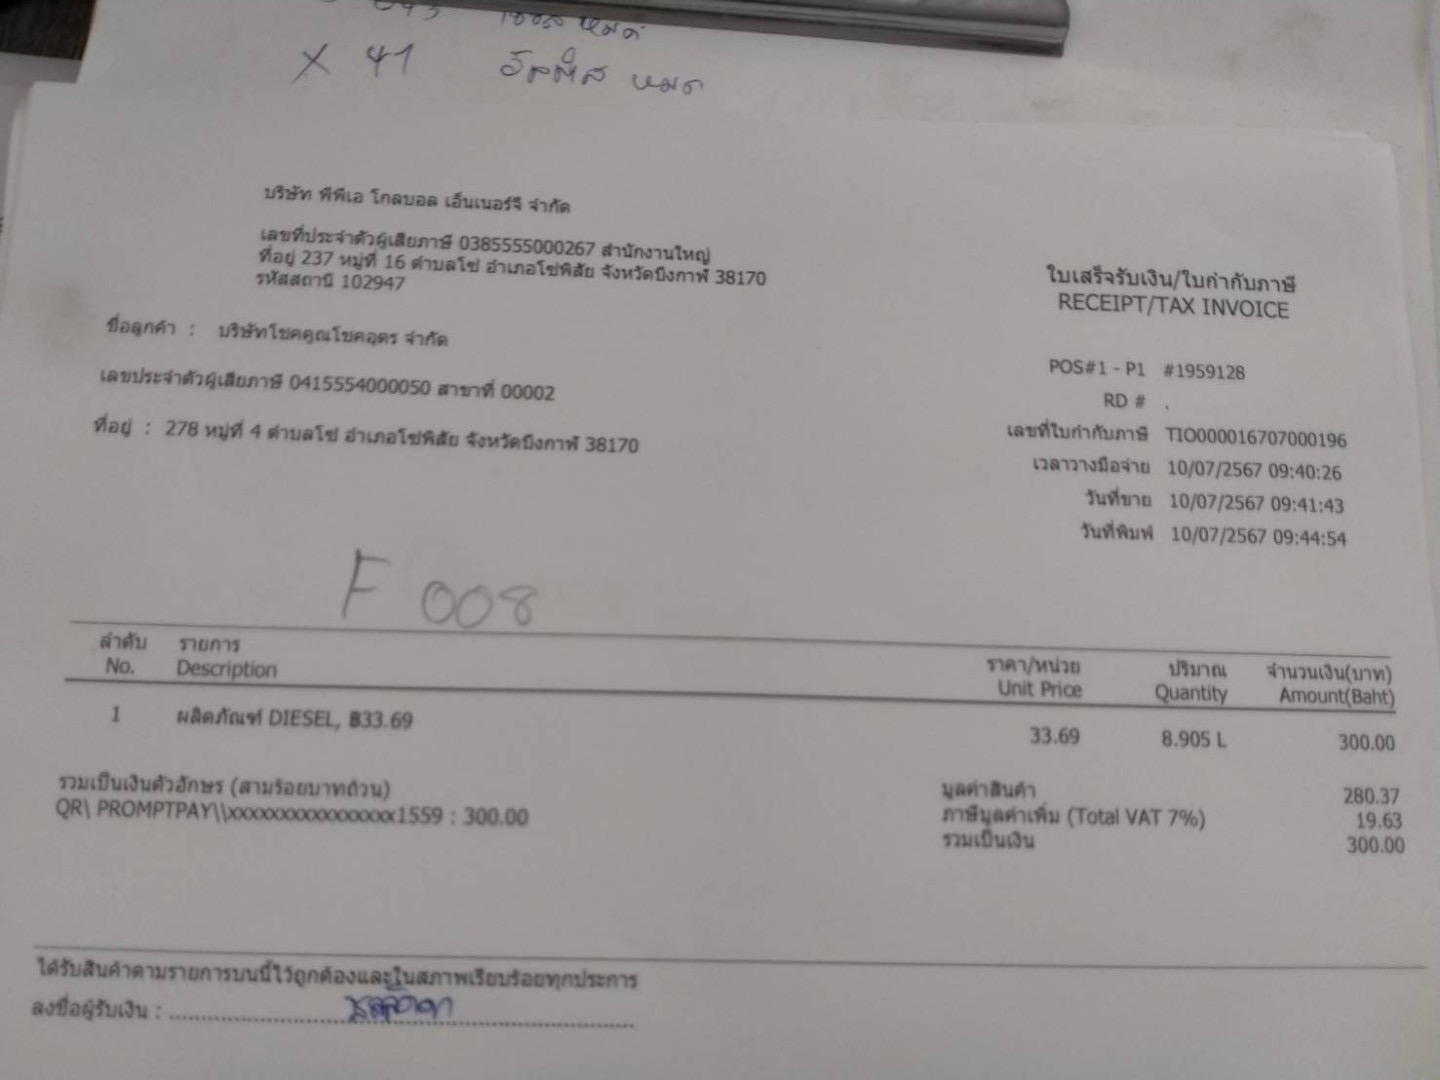 หมด
X 41 หมด
บริษัท พีพีเอ โกลบอล เอ็นเนอร์จี จำกัด
เลขที่ประจำตัวผู้เสียภาษี 0385555000267 สำนักงานใหญ่
ที่อยู่ 237 หมู่ที่ 16 ตำบลโซ่ อำเภอโซ่พิสัย จังหวัดบึงกาฬ 38170
รหัสสถานี 102947
ใบเสร็จรับเงิน/ใบกำกับภาษี
RECEIPT/TAX INVOICE
ชื่อลูกค้า : บริษัทโชคคูณโชคอุดร จำกัด
เลขประจำตัวผู้เสียภาษี 0415554000050 สาขาที่ 00002
ที่อยู่ : 278 หมู่ที่ 4 ตำบลโซ่ อำเภอโซ่พิสัย จังหวัดบึงกาฬ 38170
POS#1 - P1 #1959128
RD # .
เลขที่ใบกำกับภาษี TIO000016707000196
เวลาวางมือจ่าย 10/07/2567 09:40:26
วันที่ขาย 10/07/2567 09:41:43
วันที่พิมพ์ 10/07/2567 09:44:54
F 008
ลำดับ รายการ ราคา/หน่วย ปริมาณ จำนวนเงิน(บาท)
No. Description Unit Price Quantity Amount(Baht)
1 ผลิตภัณฑ์ DIESEL, ฿33.69 33.69 8.905 L 300.00
รวมเป็นเงินตัวอักษร (สามร้อยบาทถ้วน) มูลค่าสินค้า 280.37
QR\ PROMPTPAY\\xxxxxxxxxxxxxxxx1559 : 300.00 ภาษีมูลค่าเพิ่ม (Total VAT 7%) 19.63
รวมเป็นเงิน 300.00
ได้รับสินค้าตามรายการบนนี้ไว้ถูกต้องและในสภาพเรียบร้อยทุกประการ
ลงชื่อผู้รับเงิน :